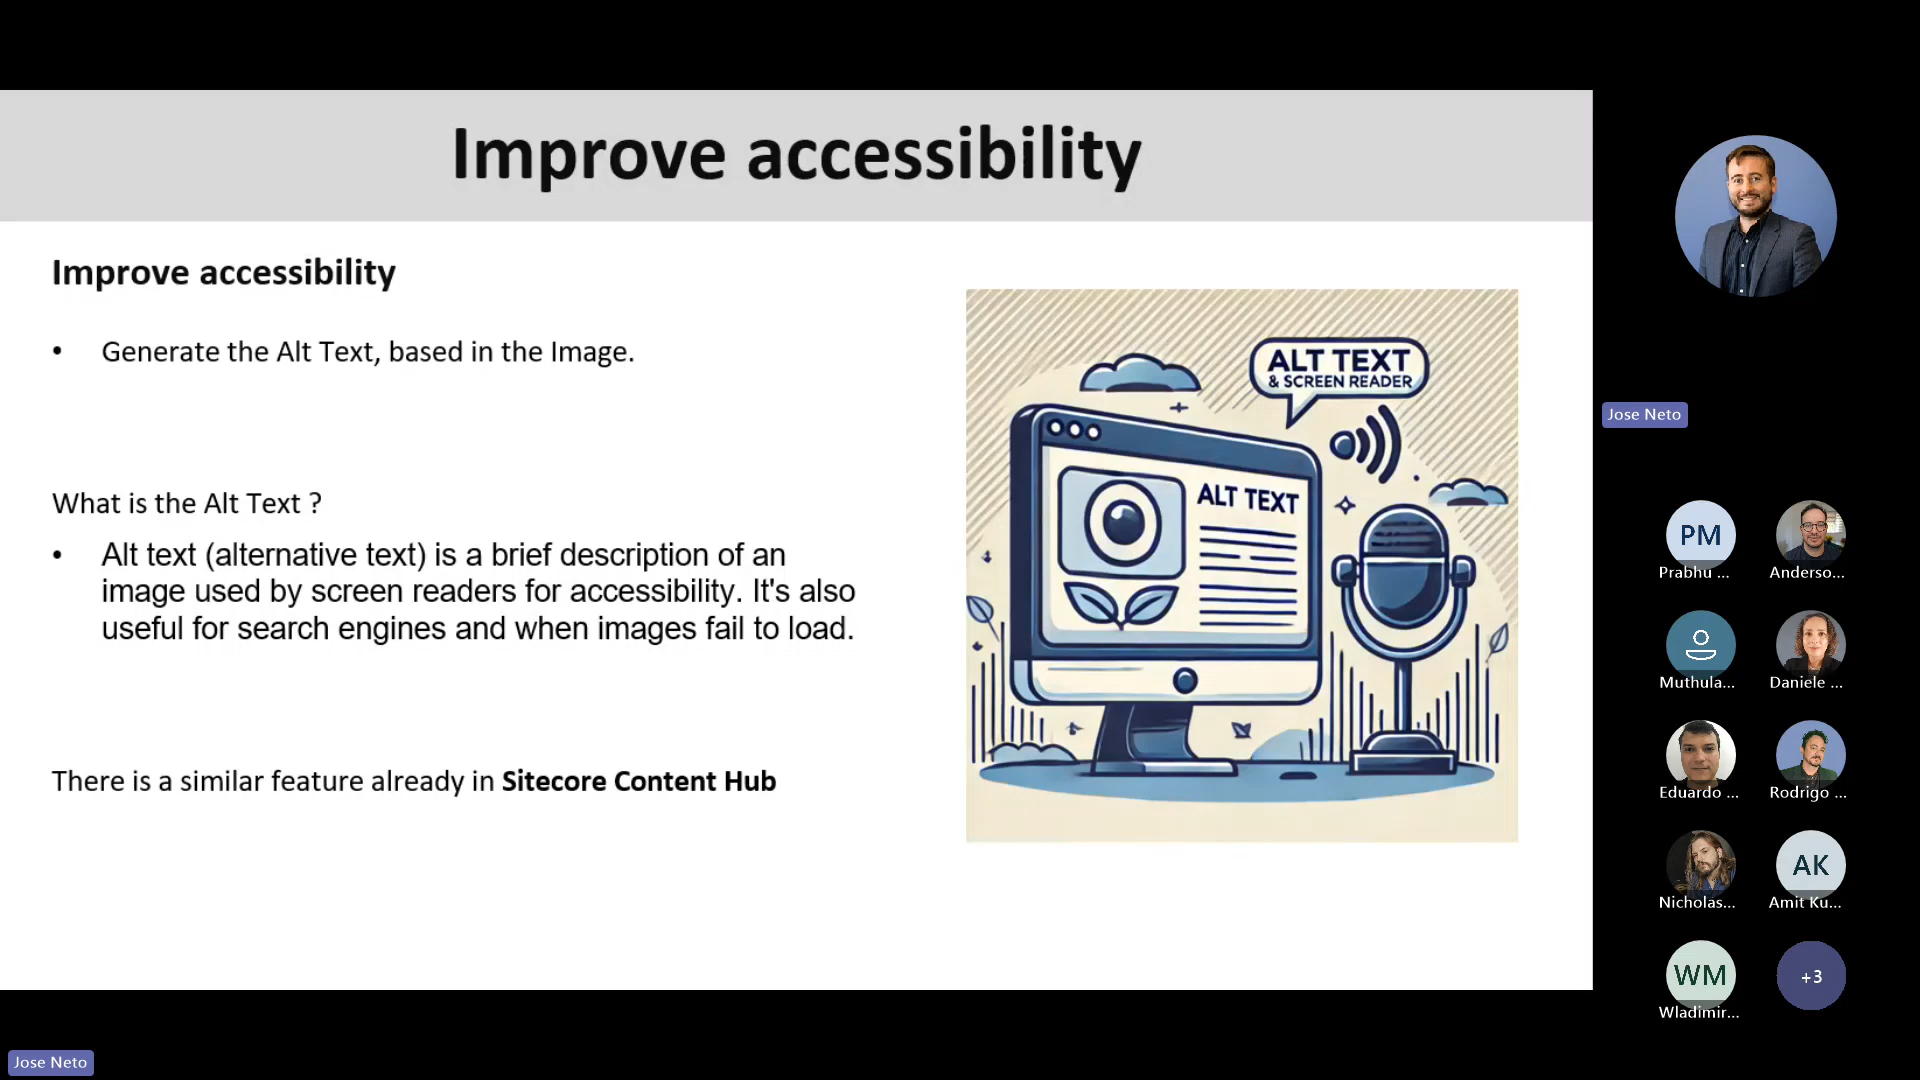 Improve accessibility
Improve accessibility
• Generate the Alt Text, based in the Image.
What is the Alt Text ?
• Alt text (alternative text) is a brief description of an
image used by screen readers for accessibility. It's also
useful for search engines and when images fail to load.
There is a similar feature already in Sitecore Content Hub
ALT TEXT
& SCREEN READER
ALT TEXT
Jose Neto
PM
Prabhu ...
Anderso...
Muthula...
Daniele ...
Eduardo ...
Rodrigo ...
Nicholas...
AK
Amit Ku...
WM
Wladimir...
+3
Jose Neto